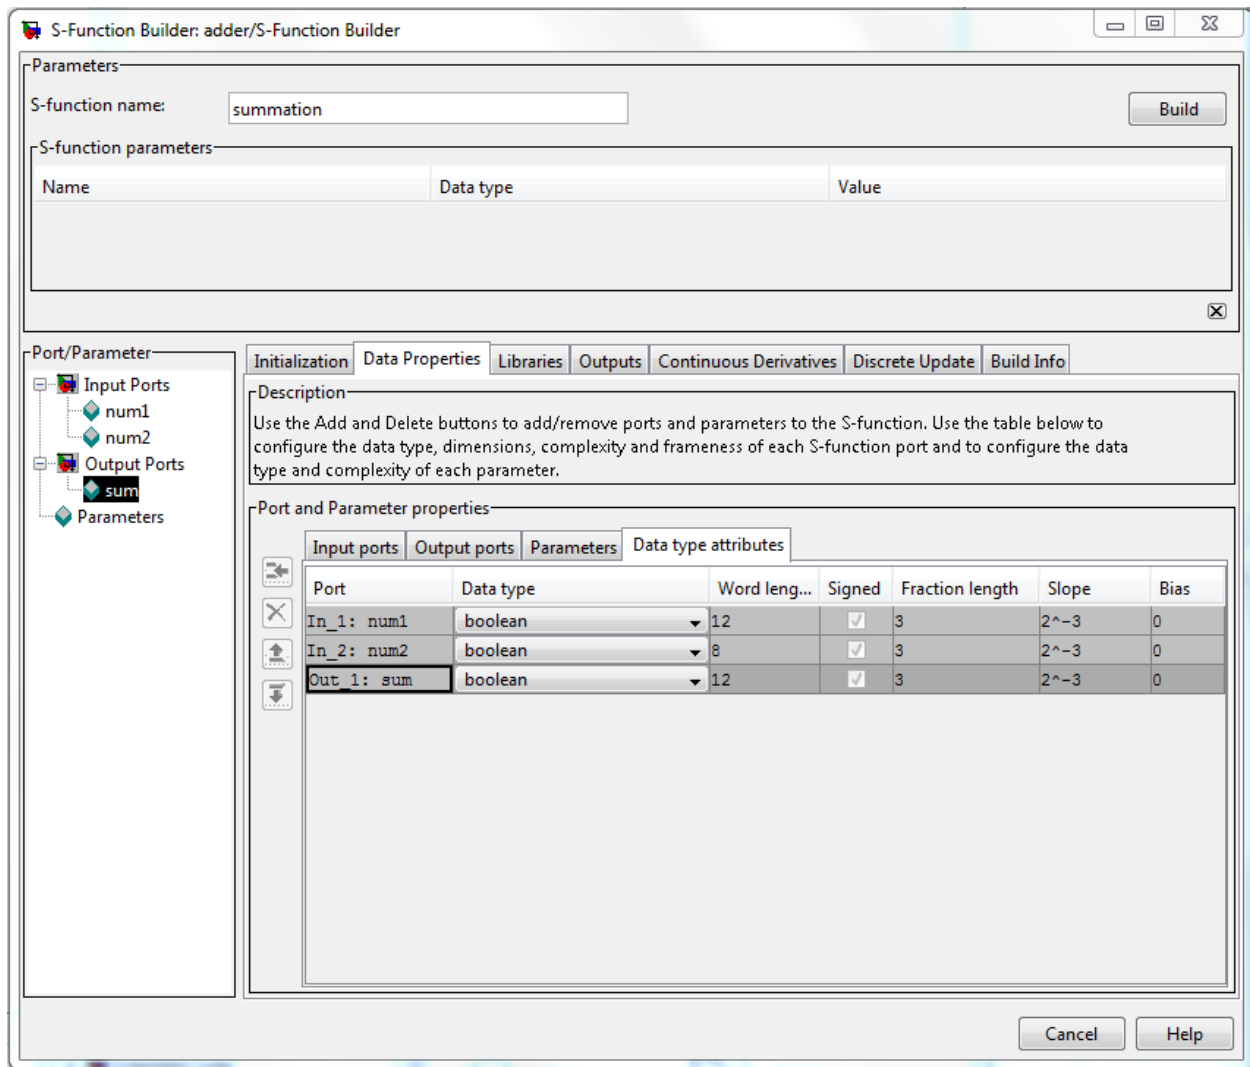 S-Function Builder: adder/S-Function Builder
Parameters
S-function name: summation Build
S-function parameters
Name Data type Value
Port/Parameter
Input Ports
num1
num2
Output Ports
sum
Parameters
Initialization Data Properties Libraries Outputs Continuous Derivatives Discrete Update Build Info
Description
Use the Add and Delete buttons to add/remove ports and parameters to the S-function. Use the table below to
configure the data type, dimensions, complexity and frameness of each S-function port and to configure the data
type and complexity of each parameter.
Port and Parameter properties
Input ports Output ports Parameters Data type attributes
Port Data type Word leng... Signed Fraction length Slope Bias
In_1: num1 boolean 12 3 2^-3 0
In_2: num2 boolean 8 3 2^-3 0
Out_1: sum boolean 12 3 2^-3 0
Cancel Help